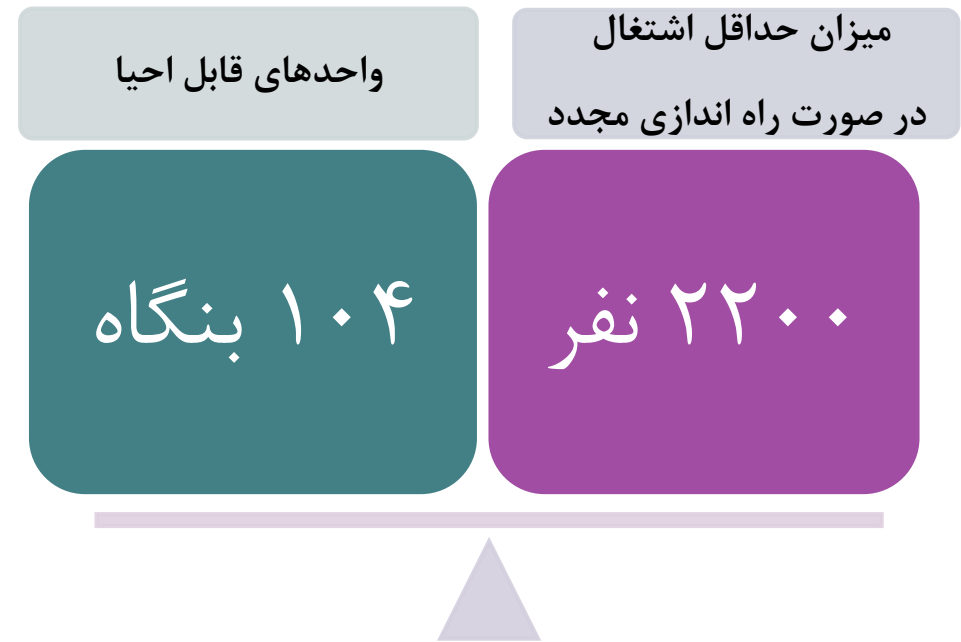 میزان حداقل اشتغال
در صورت راه اندازی مجدد
واحدهای قابل احیا
۲۲۰۰ نفر
۱۰۴ بنگاه